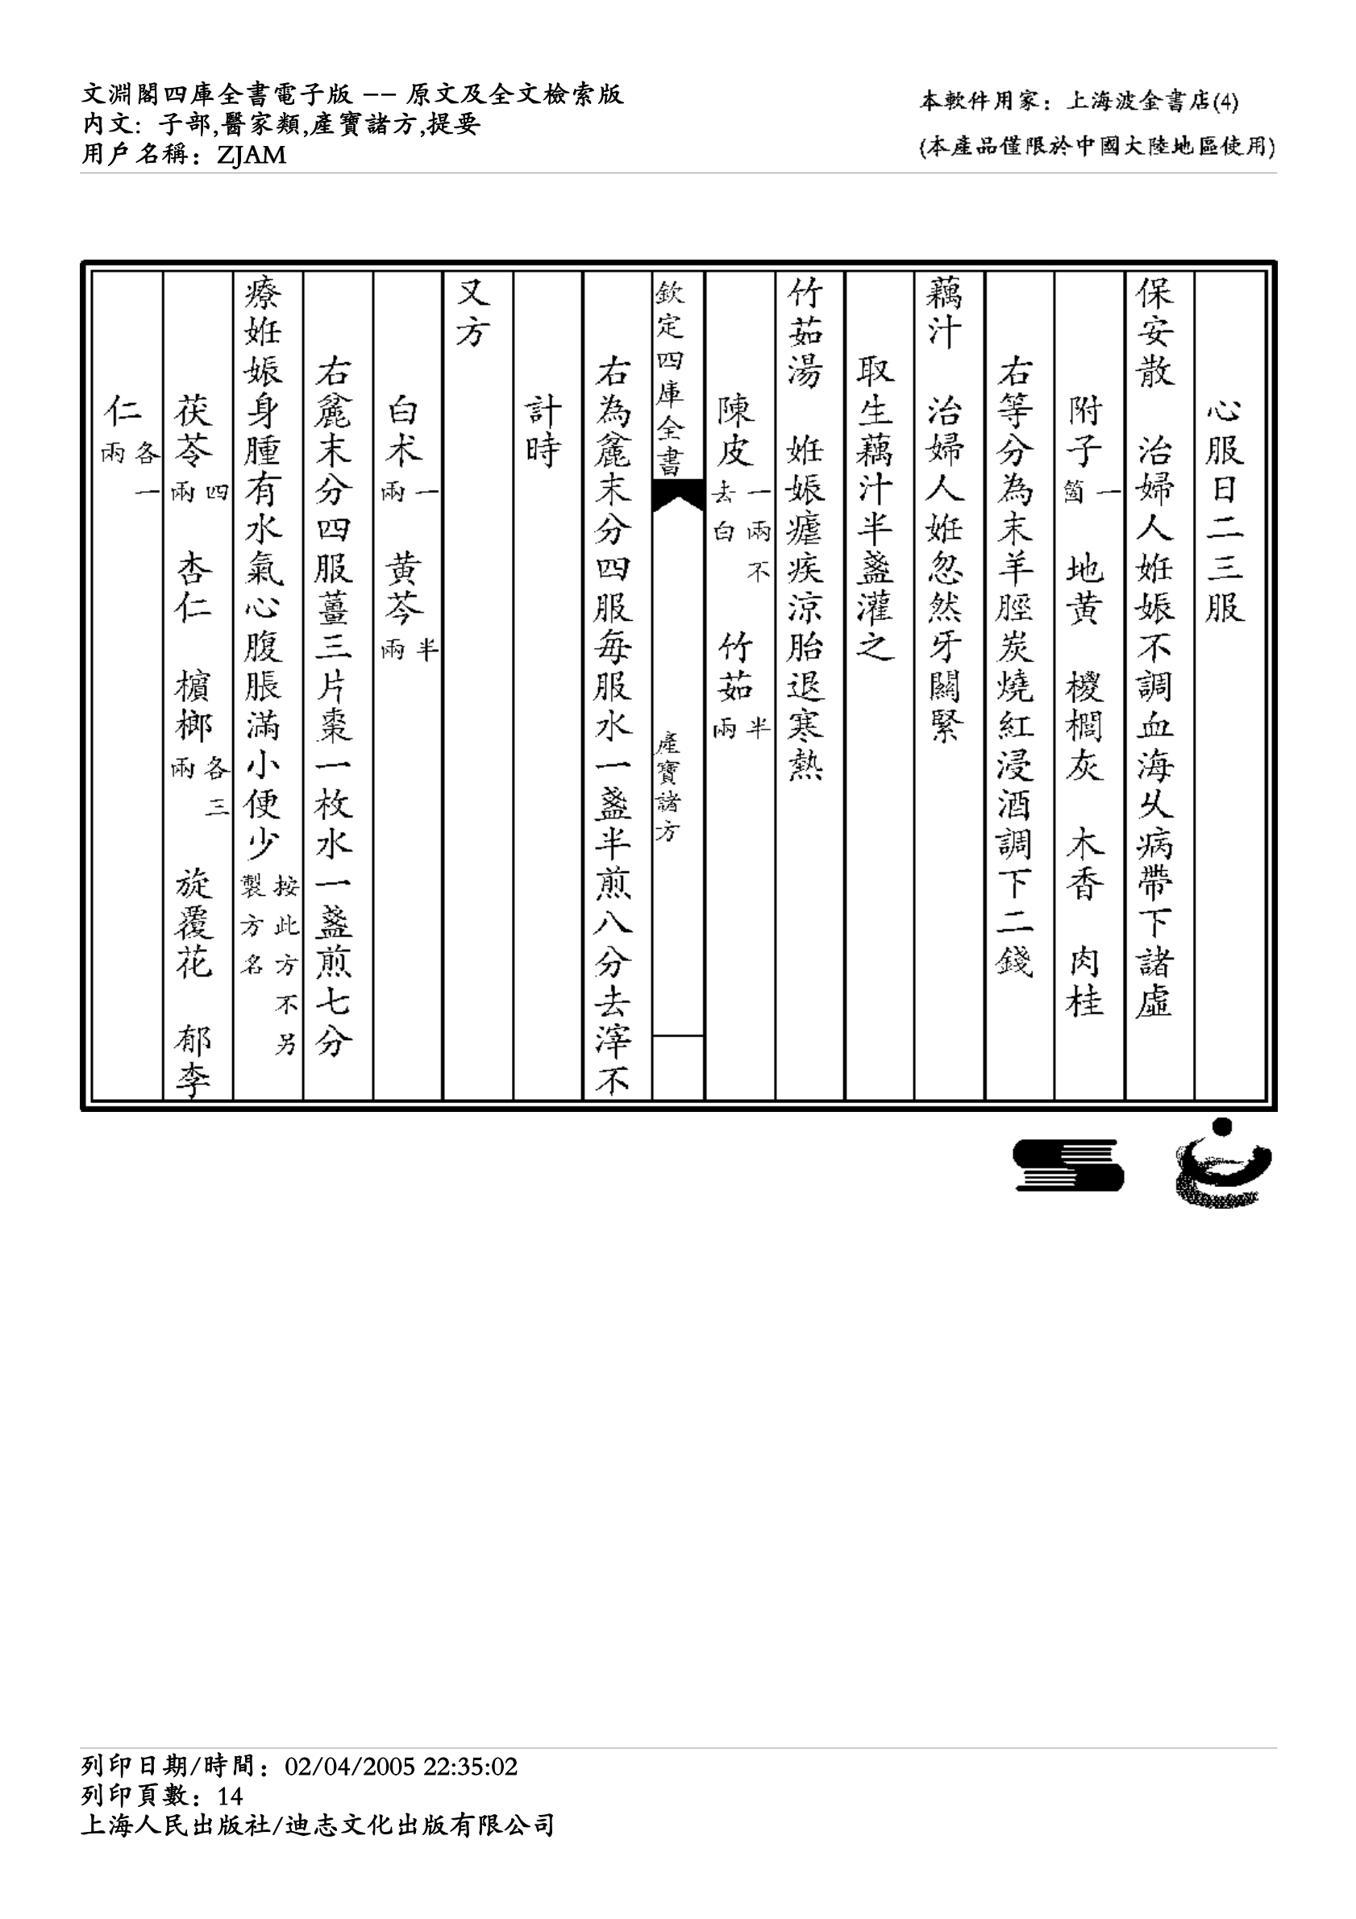 文淵閣四庫全書電子版 -- 原文及全文檢索版
內文: 子部,醫家類,產寶諸方,提要
用戶名稱: ZJAM
本軟件用家: 上海波金書店(4)
(本產品僅限於中國大陸地區使用)
心服日二三服
保安散 治婦人姙娠不調血海乆病帶下諸虛
附子一箇 地黄 椶櫚灰 木香 肉桂
右等分為末羊脛炭燒紅浸酒調下二錢
藕汁 治婦人姙忽然牙關緊
取生藕汁半盞灌之
竹茹湯 姙娠瘧疾涼胎退寒熱
陳皮一兩不去白 竹茹半兩
欽定四庫全書 產寶諸方
右為麄末分四服每服水一盞半煎八分去滓不
計時
又方
白术一兩 黄芩半兩
右麄末分四服薑三片棗一枚水一盞煎七分
療姙娠身腫有水氣心腹脹滿小便少按此方不另製方名
茯苓四兩 杏仁 檳榔各三兩 旋覆花 郁李
仁各一兩
列印日期/時間: 02/04/2005 22:35:02
列印頁數: 14
上海人民出版社/迪志文化出版有限公司